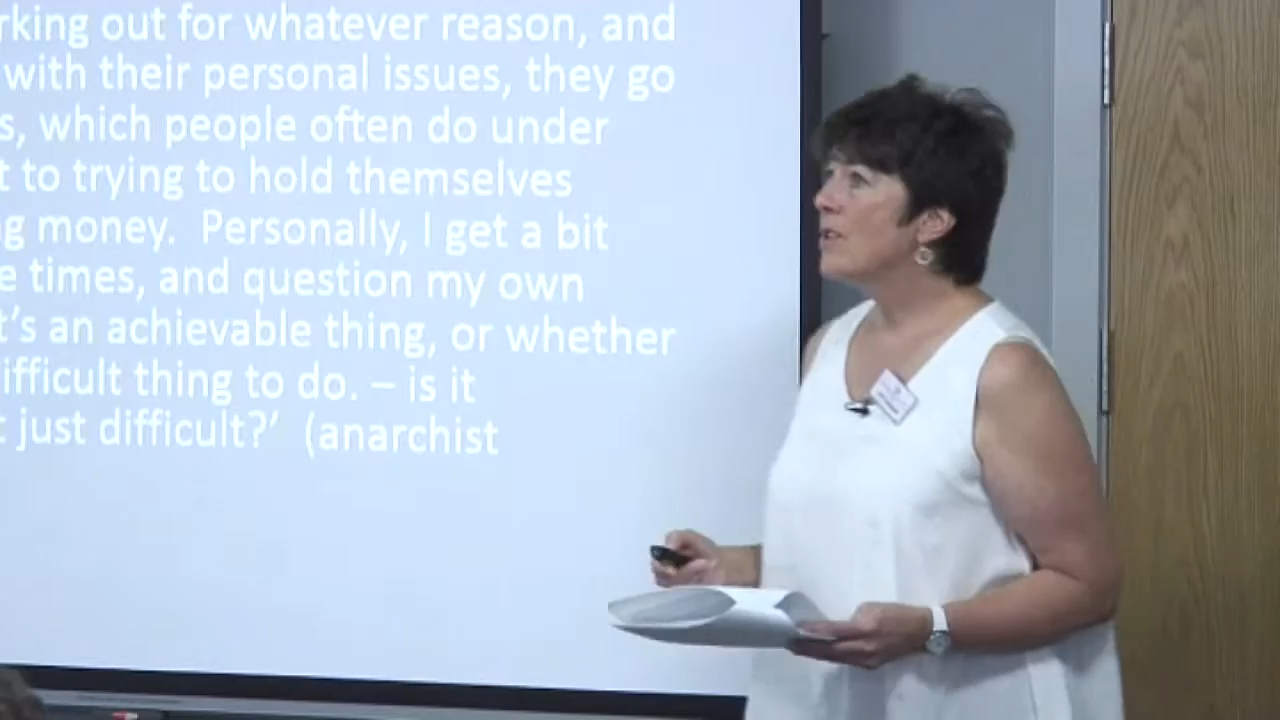 rking out for whatever reason, and
with their personal issues, they go
s, which people often do under
t to trying to hold themselves
g money.  Personally, I get a bit
e times, and question my own
t's an achievable thing, or whether
ifficult thing to do. – is it
t just difficult?'  (anarchist